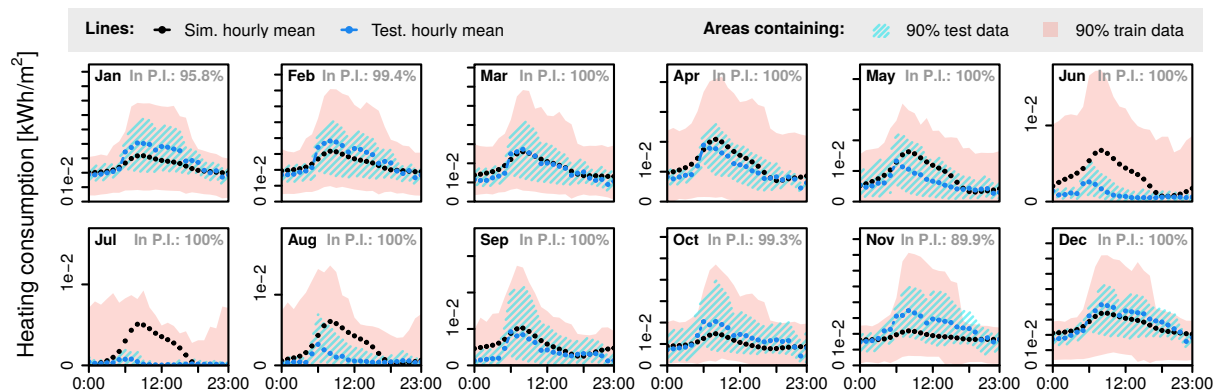 Lines: Sim. hourly mean Test. hourly mean Areas containing: 90% test data 90% train data
Heating consumption [kWh/m²]
Jan In P.I.: 95.8% Feb In P.I.: 99.4% Mar In P.I.: 100% Apr In P.I.: 100% May In P.I.: 100% Jun In P.I.: 100%
0 1e−2 0 1e−2 0 1e−2 0 1e−2 0 1e−2 0 1e−2
Jul In P.I.: 100% Aug In P.I.: 100% Sep In P.I.: 100% Oct In P.I.: 99.3% Nov In P.I.: 89.9% Dec In P.I.: 100%
0 1e−2 0 1e−2 0 1e−2 0 1e−2 0 1e−2 0 1e−2
0:00 12:00 23:00 0:00 12:00 23:00 0:00 12:00 23:00 0:00 12:00 23:00 0:00 12:00 23:00 0:00 12:00 23:00